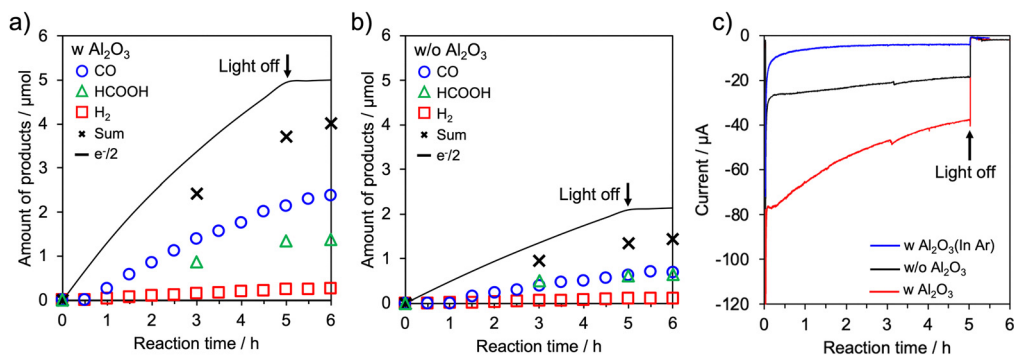 a)
Amount of products / μmol
6
5
4
3
2
1
0
w Al₂O₃
CO
HCOOH
H₂
Sum
e⁻/2
Light off
0 1 2 3 4 5 6
Reaction time / h
b)
Amount of products / μmol
6
5
4
3
2
1
0
w/o Al₂O₃
CO
HCOOH
H₂
Sum
e⁻/2
Light off
0 1 2 3 4 5 6
Reaction time / h
c)
Current / μA
0
-20
-40
-60
-80
-100
-120
Light off
w Al₂O₃(In Ar)
w/o Al₂O₃
w Al₂O₃
0 1 2 3 4 5 6
Reaction time / h